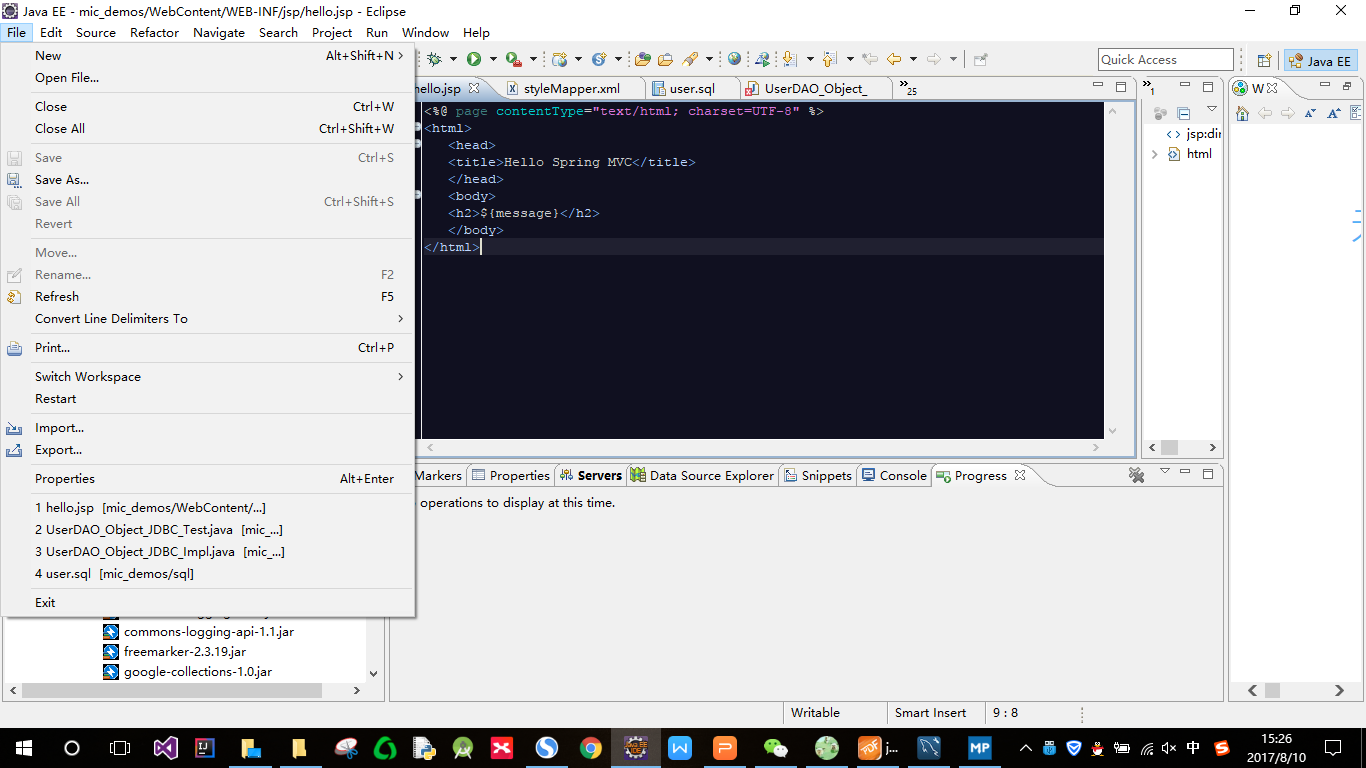 Java EE - mic_demos/WebContent/WEB-INF/jsp/hello.jsp - Eclipse
File Edit Source Refactor Navigate Search Project Run Window Help
New Alt+Shift+N
Open File...
Close Ctrl+W
Close All Ctrl+Shift+W
Save Ctrl+S
Save As...
Save All Ctrl+Shift+S
Revert
Move...
Rename... F2
Refresh F5
Convert Line Delimiters To
Print... Ctrl+P
Switch Workspace
Restart
Import...
Export...
Properties Alt+Enter
1 hello.jsp [mic_demos/WebContent/...]
2 UserDAO_Object_JDBC_Test.java [mic_...]
3 UserDAO_Object_JDBC_Impl.java [mic_...]
4 user.sql [mic_demos/sql]
Exit
commons-logging-api-1.1.jar
freemarker-2.3.19.jar
google-collections-1.0.jar
Quick Access
Java EE
hello.jsp styleMapper.xml user.sql UserDAO_Object_ »25
<%@ page contentType="text/html; charset=UTF-8" %>
<html>
<head>
<title>Hello Spring MVC</title>
</head>
<body>
<h2>${message}</h2>
</body>
</html>
»1
jsp:dir
html
W
Markers Properties Servers Data Source Explorer Snippets Console Progress
operations to display at this time.
Writable Smart Insert 9 : 8
j... MP 中
15:26
2017/8/10